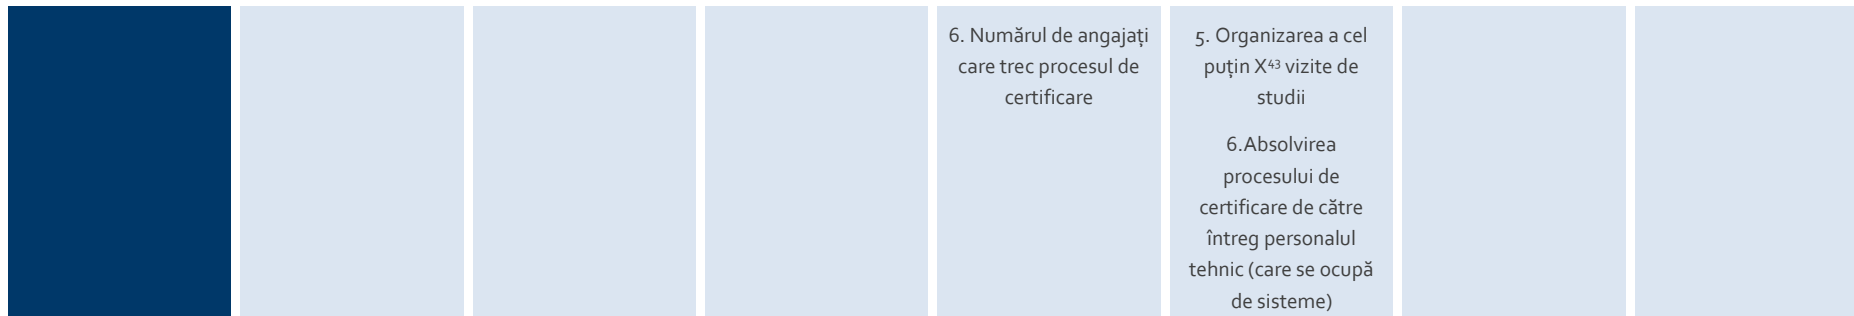 6. Numărul de angajați
care trec procesul de
certificare
5. Organizarea a cel
puțin X⁴³ vizite de
studii
6.Absolvirea
procesului de
certificare de către
întreg personalul
tehnic (care se ocupă
de sisteme)